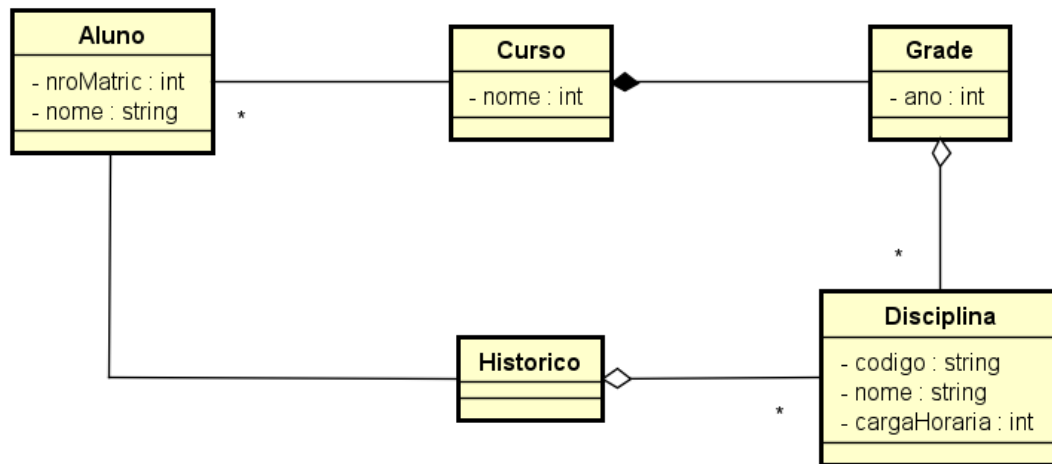 Aluno
- nroMatric : int
- nome : string
*
Curso
- nome : int
Grade
- ano : int
*
Disciplina
- codigo : string
- nome : string
- cargaHoraria : int
Historico
*